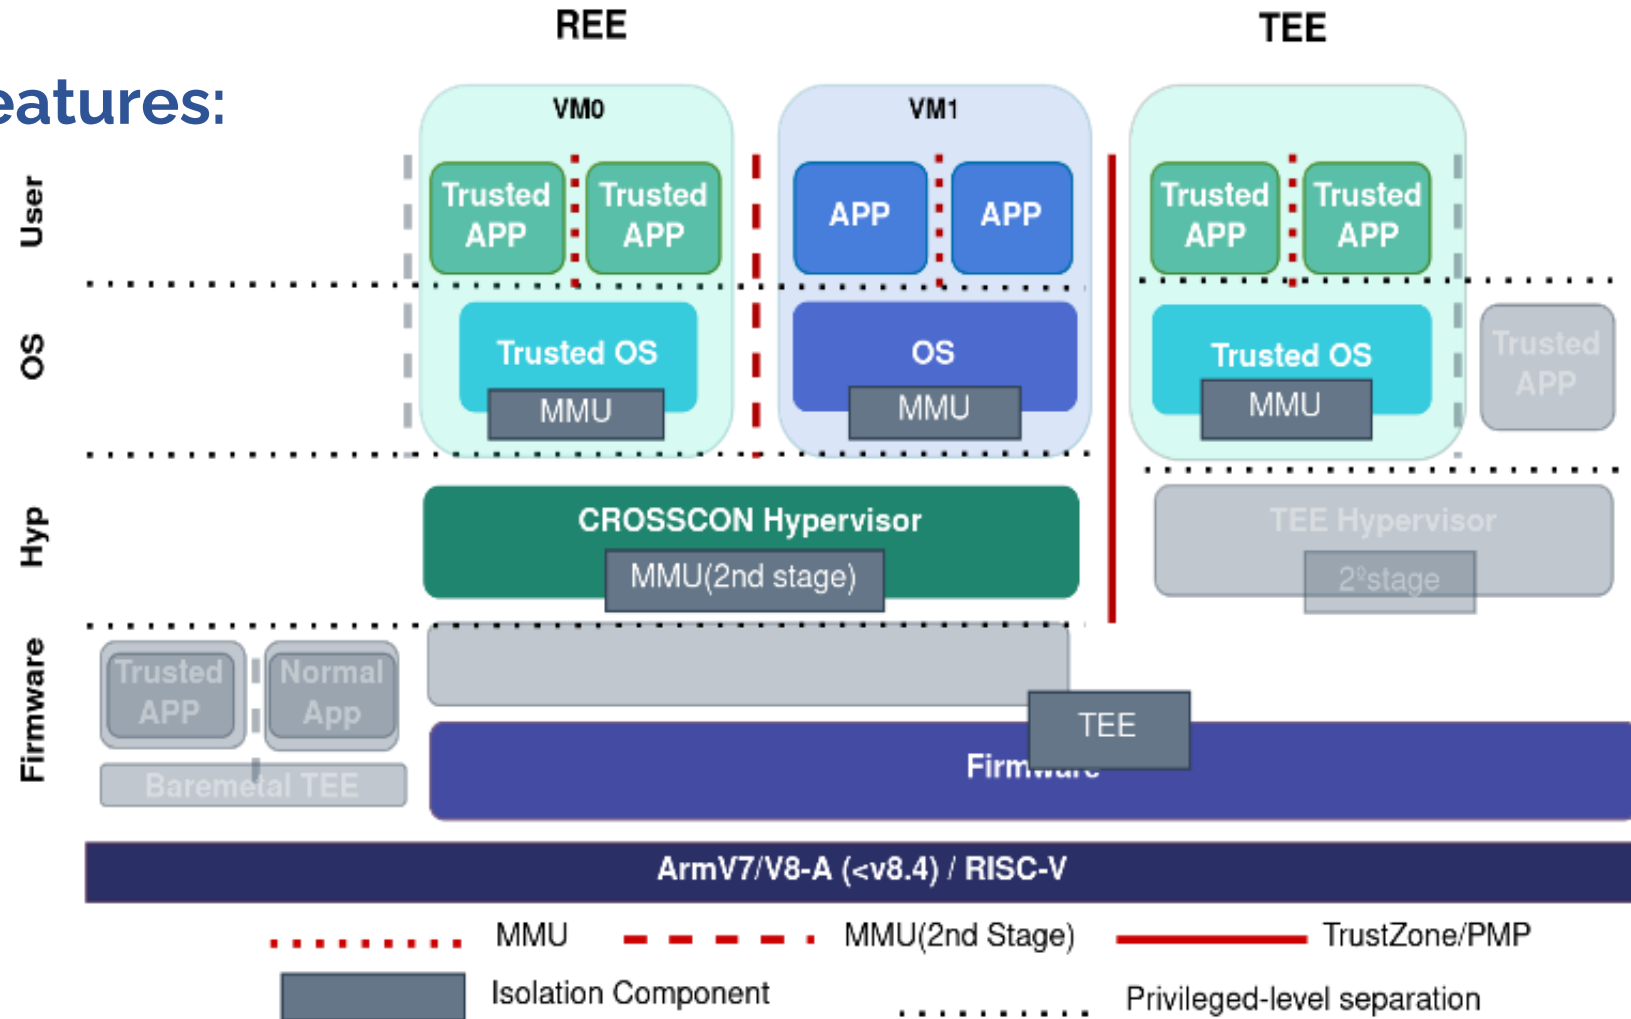 REE
TEE
eatures:
VM0
VM1
User
Trusted
APP
Trusted
APP
APP
APP
Trusted
APP
Trusted
APP
OS
Trusted OS
MMU
OS
MMU
Trusted OS
MMU
Trusted
APP
Hyp
CROSSCON Hypervisor
MMU(2nd stage)
TEE Hypervisor
2ºstage
Firmware
Trusted
APP
Normal
App
Baremetal TEE
TEE
Firmware
ArmV7/V8-A (<v8.4) / RISC-V
MMU
MMU(2nd Stage)
TrustZone/PMP
Isolation Component
Privileged-level separation